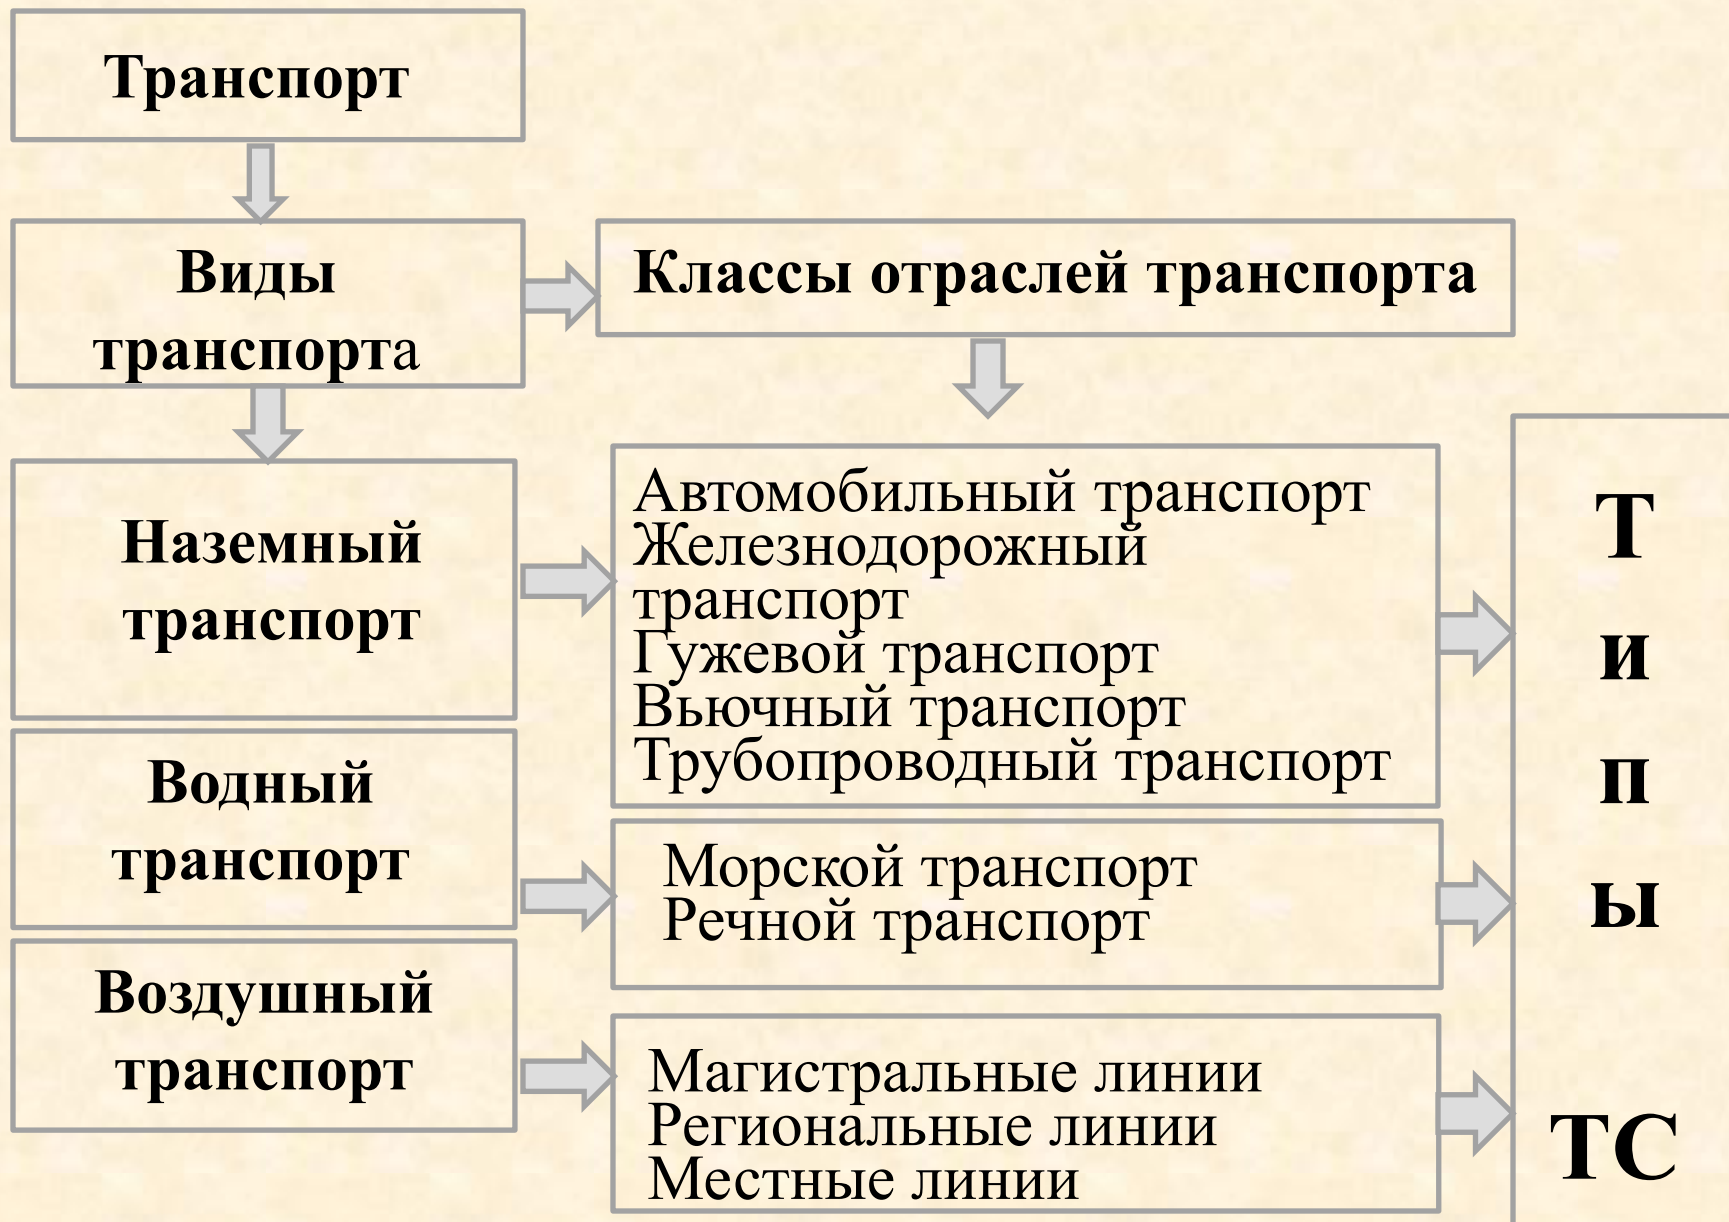 Транспорт
Виды
транспорта
Классы отраслей транспорта
Наземный
транспорт
Автомобильный транспорт
Железнодорожный
транспорт
Гужевой транспорт
Вьючный транспорт
Трубопроводный транспорт
Водный
транспорт
Морской транспорт
Речной транспорт
Воздушный
транспорт
Магистральные линии
Региональные линии
Местные линии
Т
и
п
ы
ТС